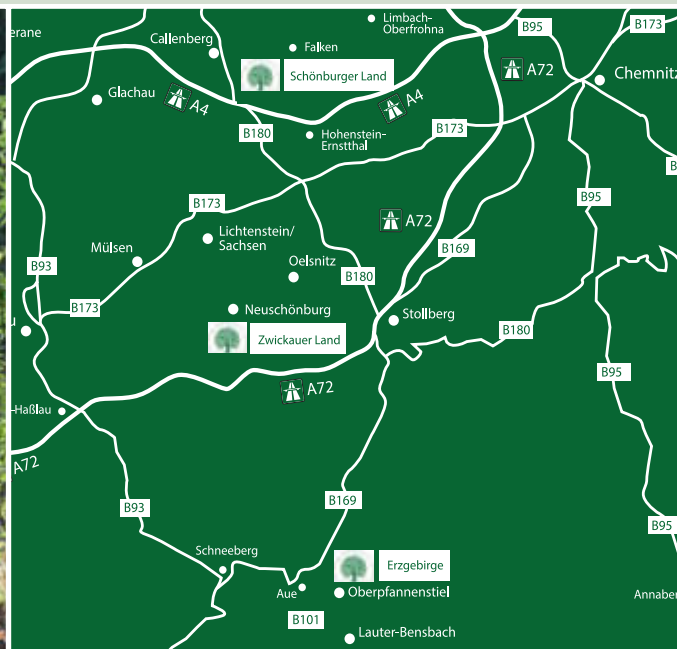 Limbach-
Oberfrohna
B95
B173
erane
Callenberg
Falken
A72
Chemnitz
Schönburger Land
Glachau
A4
A4
B180
Hohenstein-
Ernstthal
B173
B
B173
B95
A72
Lichtenstein/
Sachsen
B169
Mülsen
B93
Oelsnitz
B180
B173
Neuschönburg
Stollberg
B180
Zwickauer Land
B95
A72
-Haßlau
A72
B93
B169
B95
Schneeberg
Erzgebirge
Aue
Oberpfannenstiel
Annaber
B101
Lauter-Bensbach